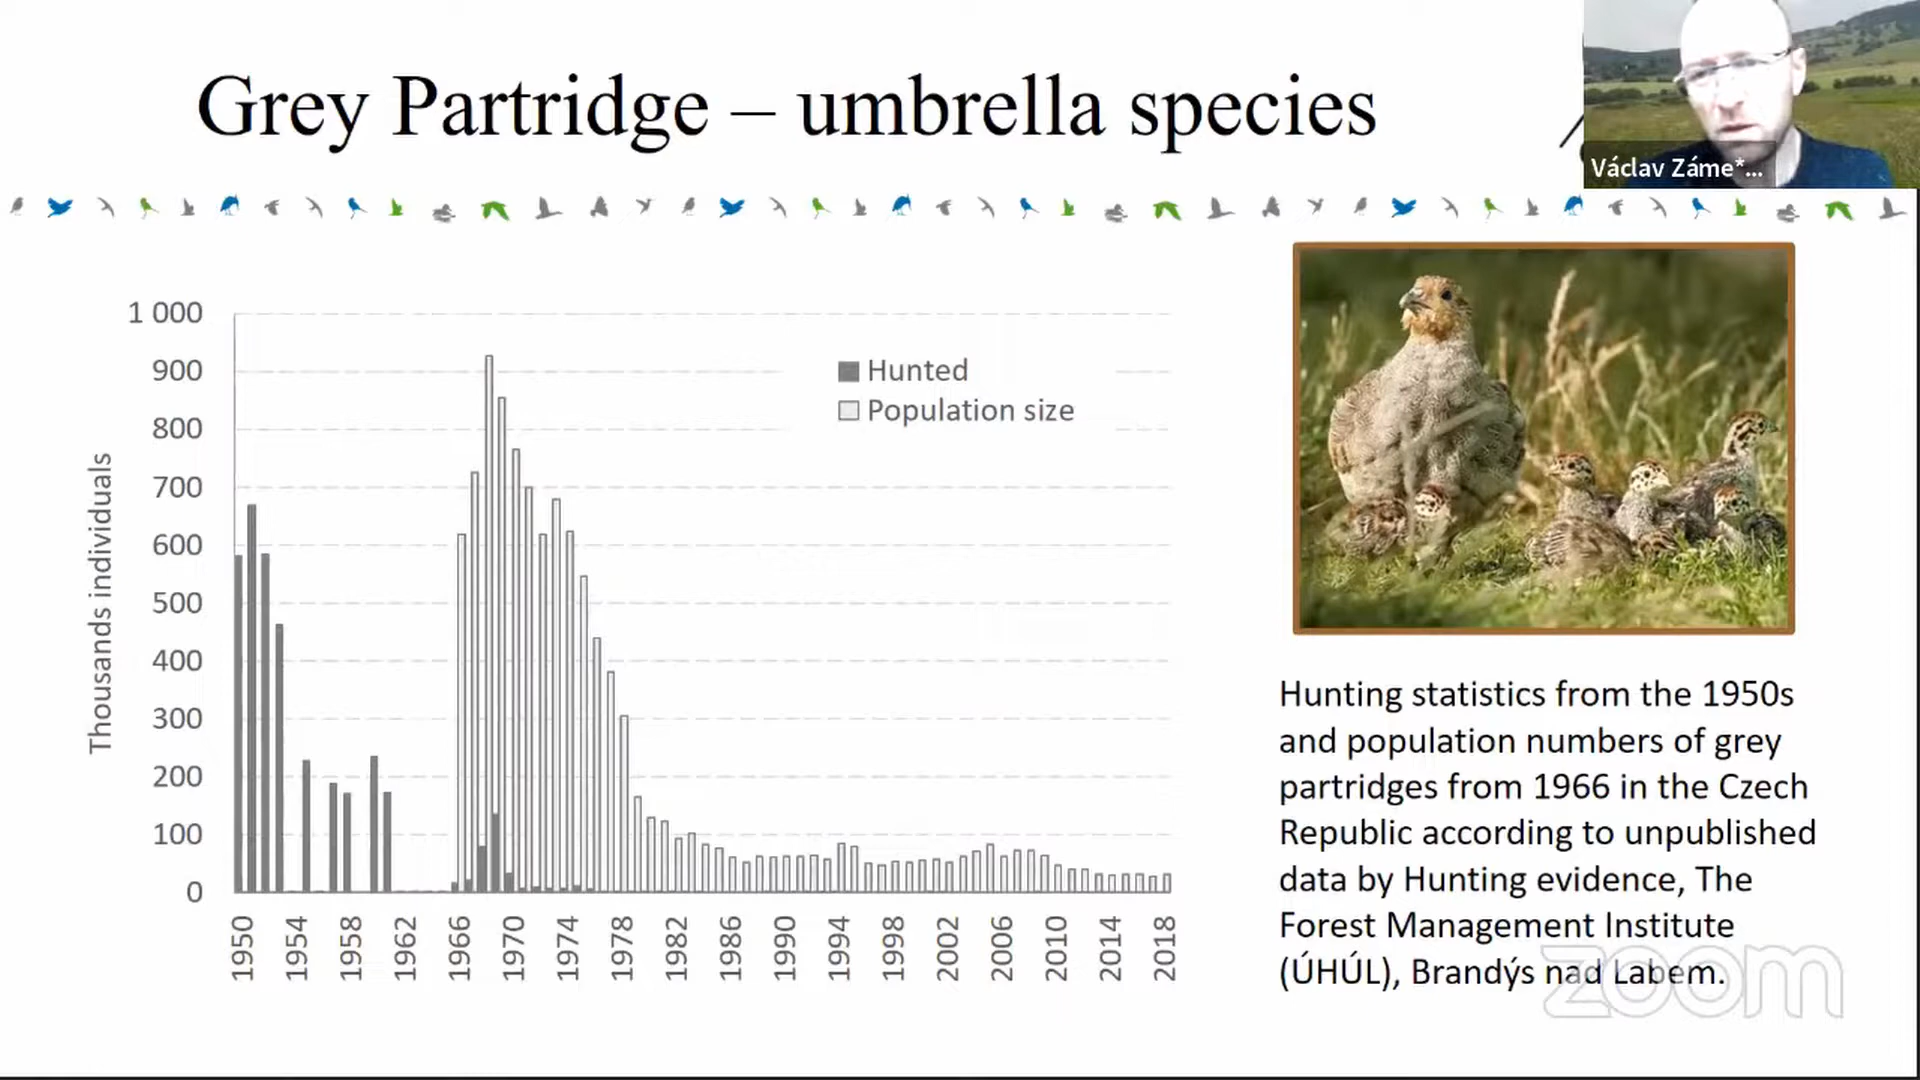 Grey Partridge – umbrella species
Václav Záme*...
1 000
900
800
700
600
500
400
300
200
100
0
Thousands individuals
Hunted
Population size
1950
1954
1958
1962
1966
1970
1974
1978
1982
1986
1990
1994
1998
2002
2006
2010
2014
2018
Hunting statistics from the 1950s
and population numbers of grey
partridges from 1966 in the Czech
Republic according to unpublished
data by Hunting evidence, The
Forest Management Institute
(ÚHÚL), Brandýs nad Labem.
zoom